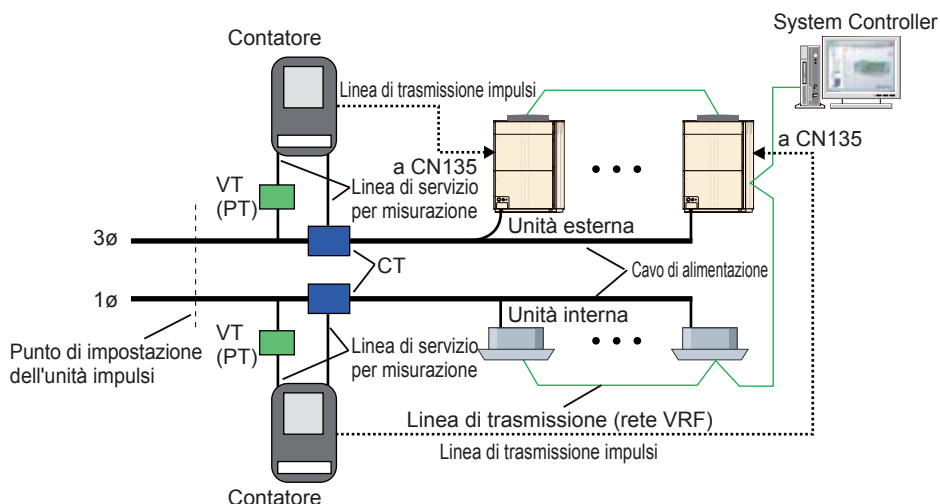 System Controller
Contatore
Linea di trasmissione impulsi
a CN135
a CN135
VT
(PT)
Linea di servizio
per misurazione
3ø
Unità esterna
CT
Cavo di alimentazione
1ø
Unità interna
VT
(PT)
Punto di impostazione
dell'unità impulsi
Linea di servizio
per misurazione
Linea di trasmissione (rete VRF)
Linea di trasmissione impulsi
Contatore